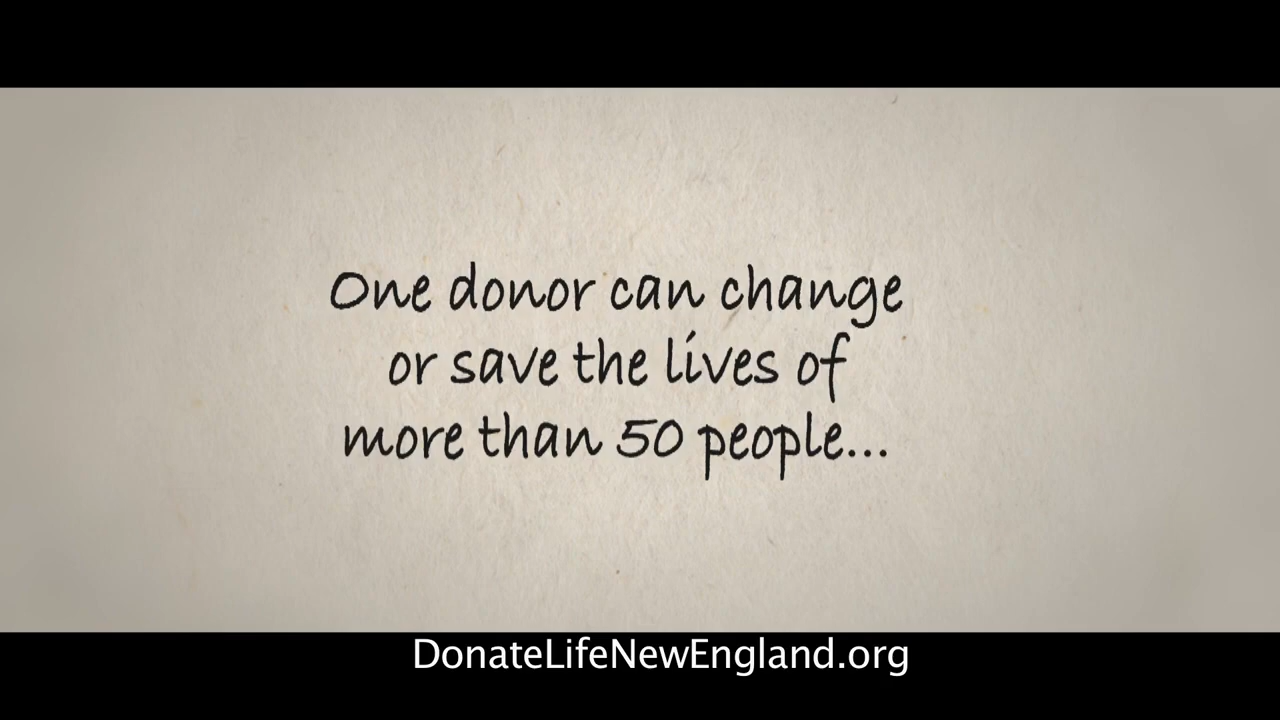 One donor can change
or save the lives of
more than 50 people...
DonateLifeNewEngland.org